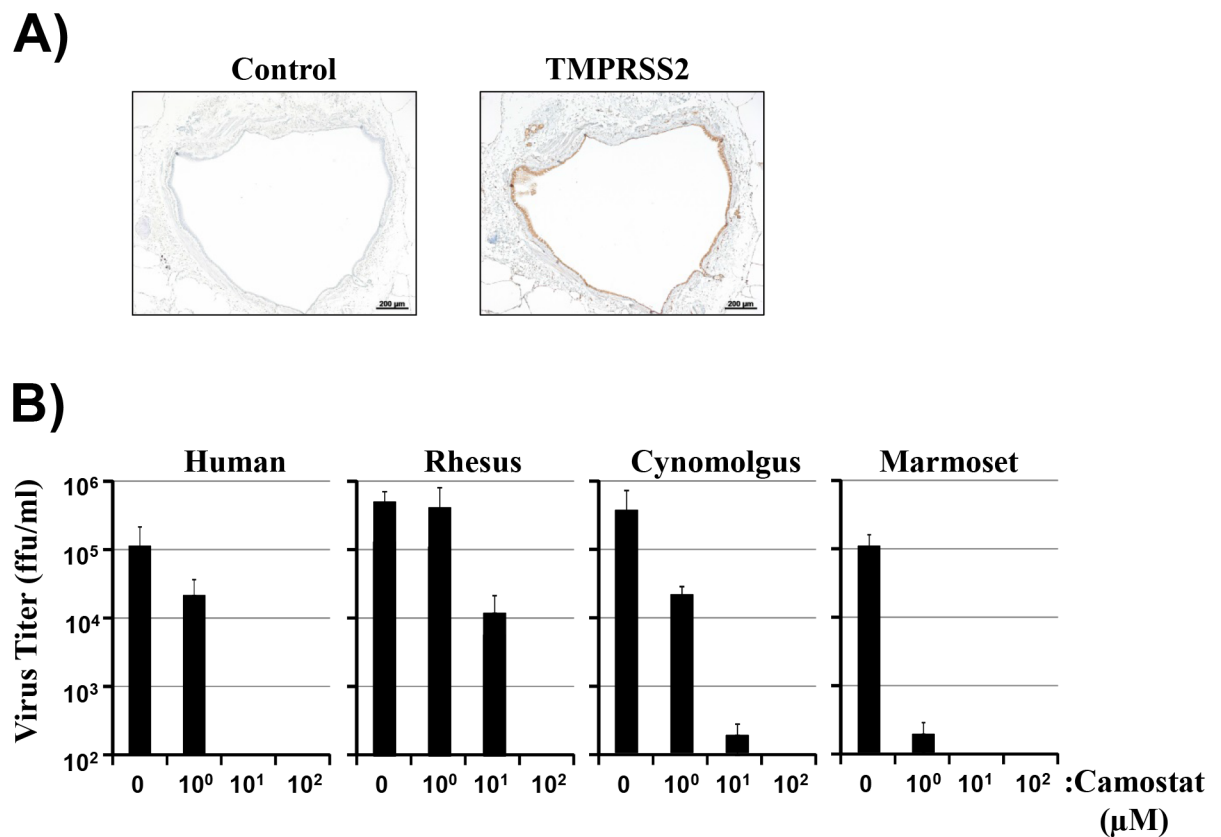 A)
Control
TMPRSS2
200 µm
200 µm
B)
Human
Rhesus
Cynomolgus
Marmoset
Virus Titer (ffu/ml)
10⁶
10⁵
10⁴
10³
10²
0 10⁰ 10¹ 10²
0 10⁰ 10¹ 10²
0 10⁰ 10¹ 10²
0 10⁰ 10¹ 10²
:Camostat
(µM)